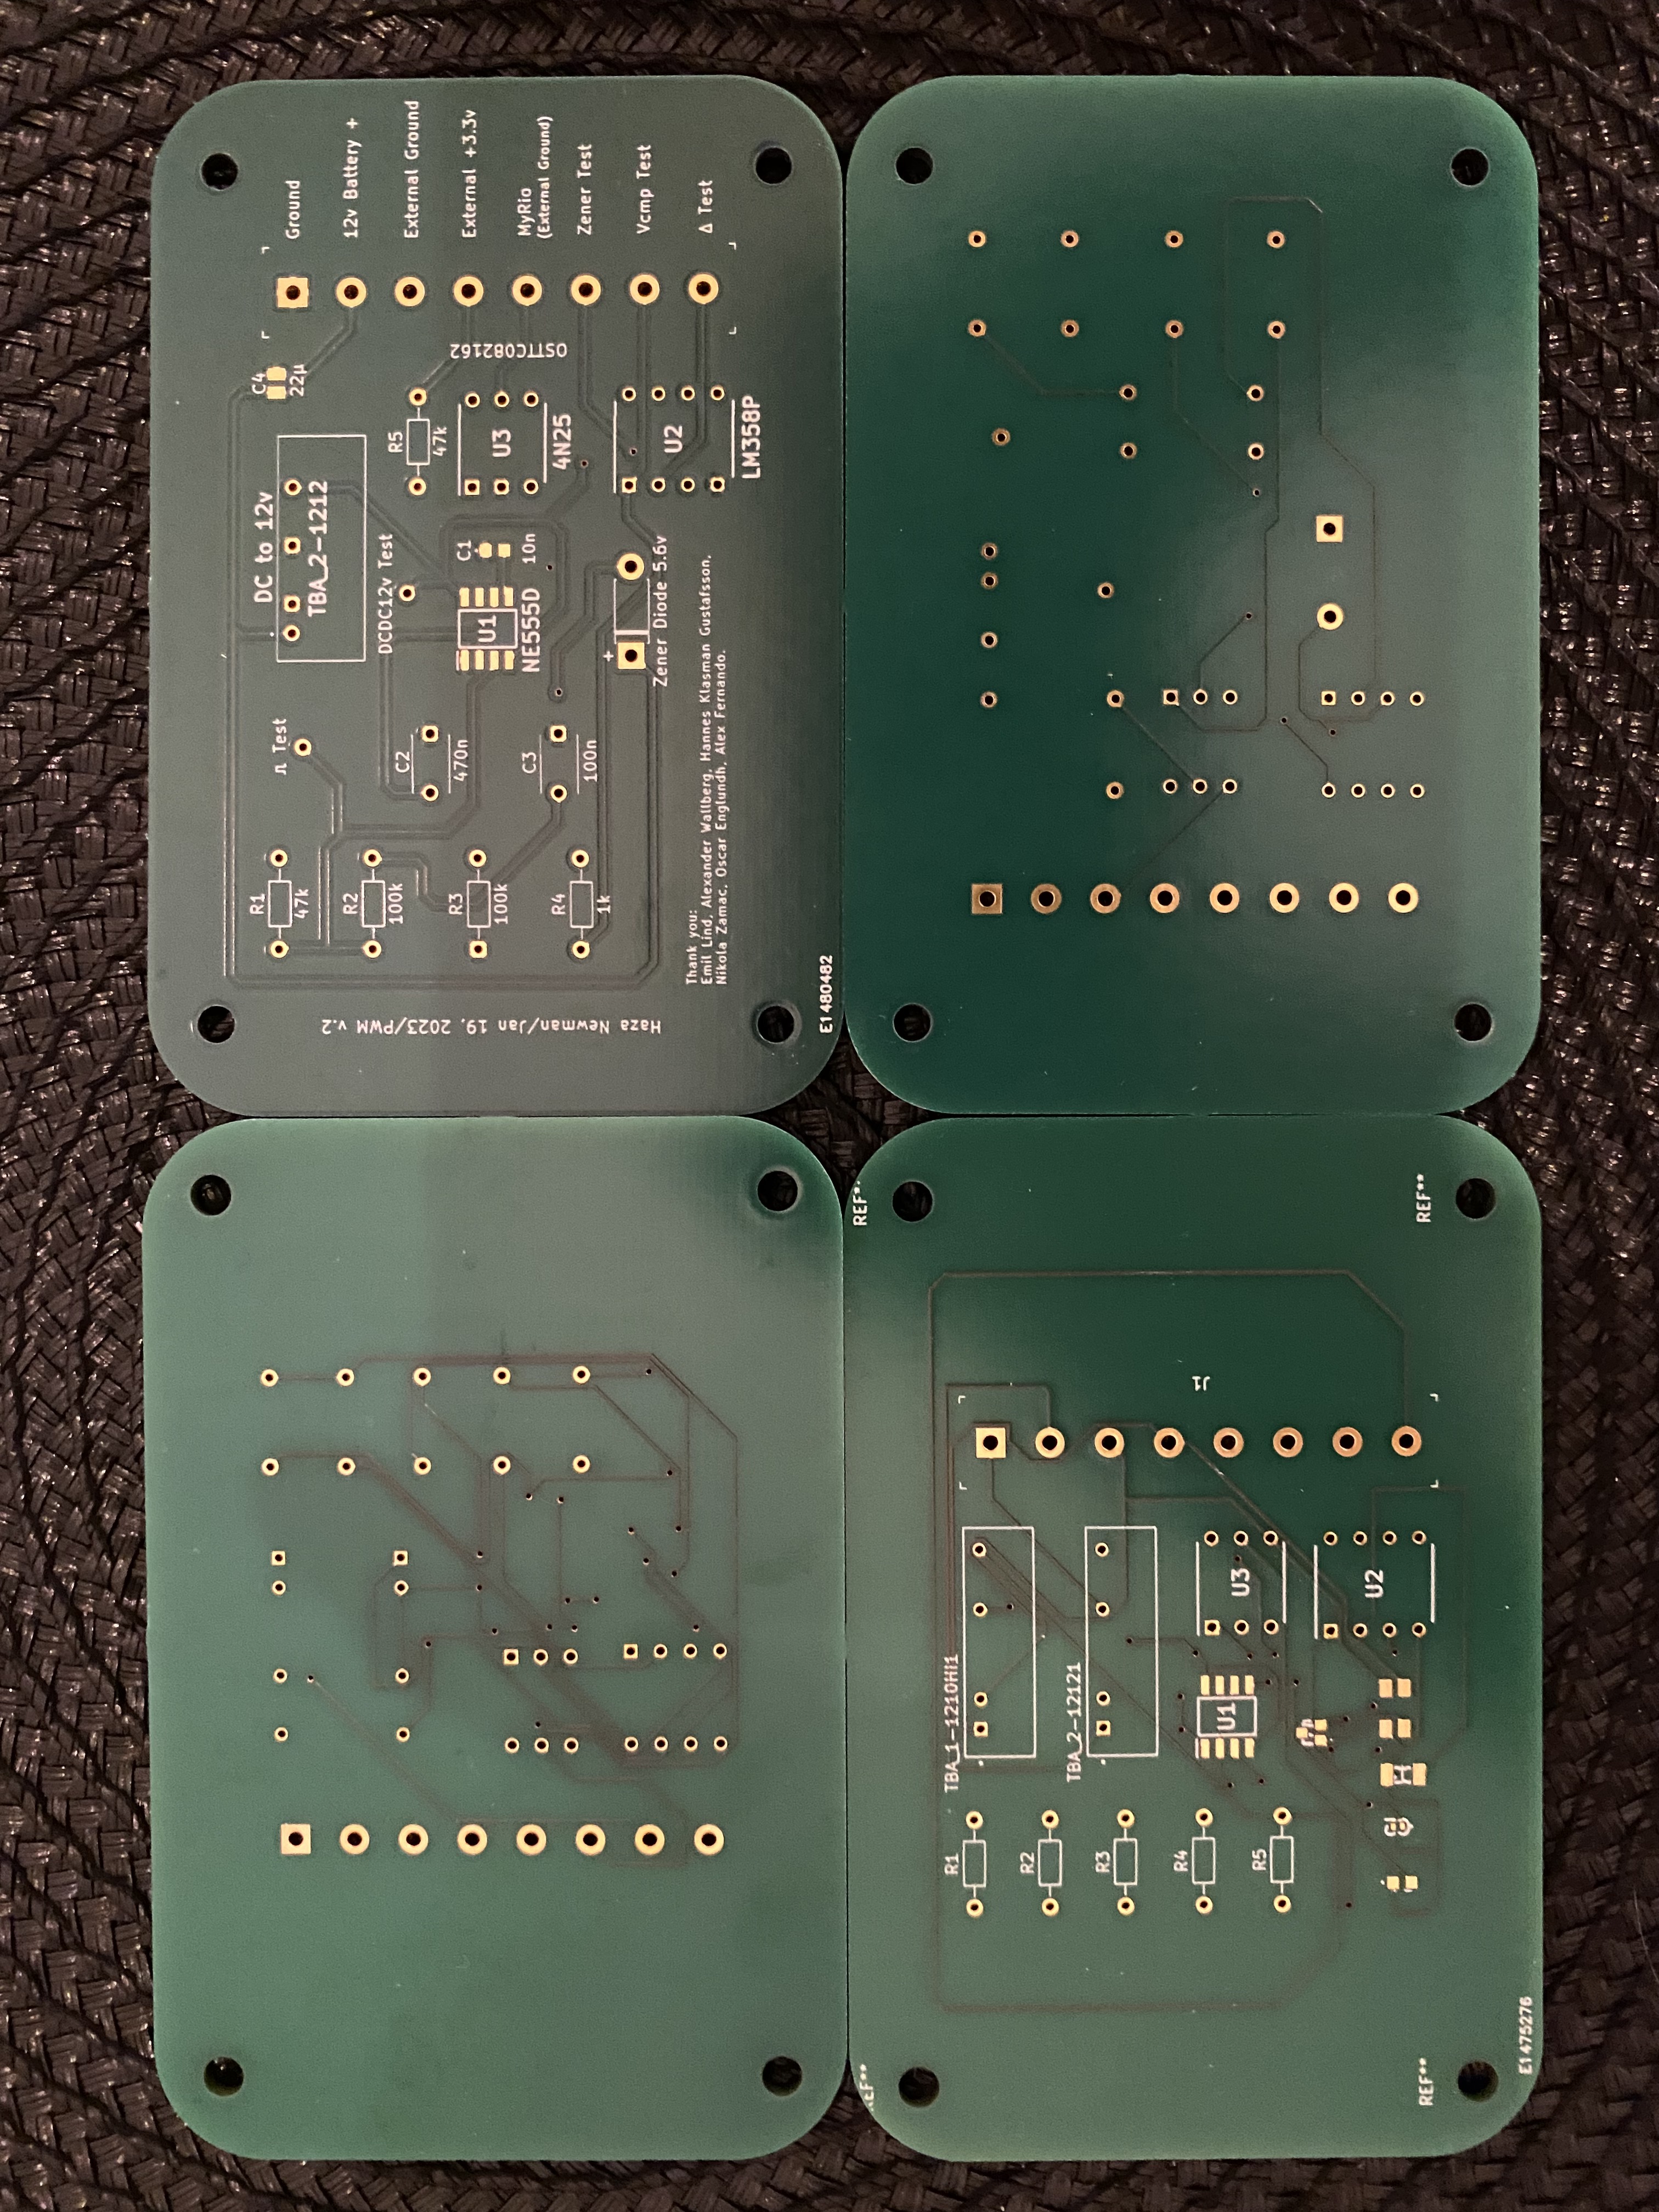 Ground
12v Battery +
External Ground
External +3.3v
MyRio
(External Ground)
Zener Test
Vcmp Test
Δ Test
OSTTC082162
C4
22µ
DC to 12v
TBA_2-1212
R5
47k
U3
4N25
U2
LM358P
DCDC12v Test
C1
10n
U1
NE555D
+
Zener Diode 5.6v
⎍ Test
C2
470n
C3
100n
R1
47k
R2
100k
R3
100k
R4
1k
Thank you:
Emil Lind, Alexander Wallberg, Hannes Klasman Gustafsson,
Nikola Zamac, Oscar Englundh, Alex Fernando.
E1480482
Haza Newman/Jan 19, 2023/PWM v.2
REF*
REF**
J1
TBA_1-1210HI1
TBA_2-12121
U3
U2
U1
R1
R2
R3
R4
R5
REF**
E1475276